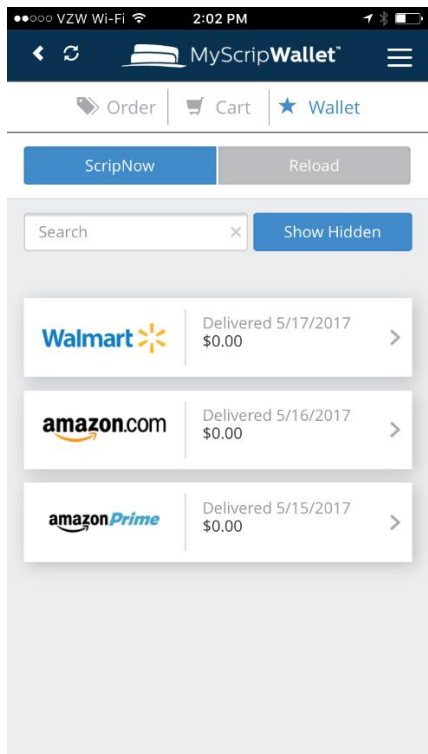 VZW Wi-Fi 2:02 PM
MyScripWallet™
Order Cart Wallet
ScripNow Reload
Search × Show Hidden
Walmart
Delivered 5/17/2017
$0.00
amazon.com
Delivered 5/16/2017
$0.00
amazonPrime
Delivered 5/15/2017
$0.00